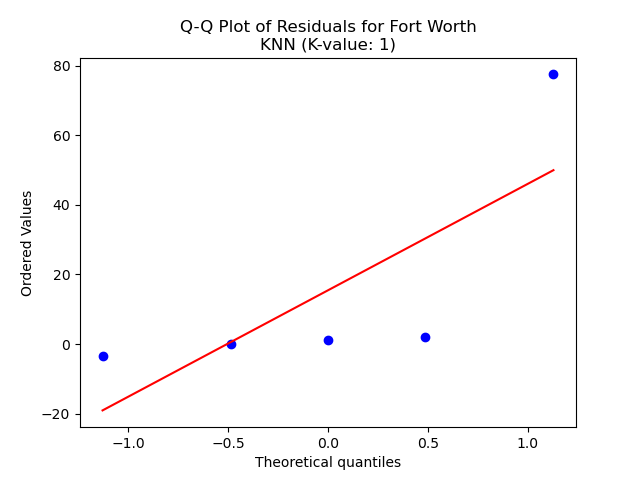 Q-Q Plot of Residuals for Fort Worth
KNN (K-value: 1)
80
60
40
20
0
−20
Ordered Values
−1.0
−0.5
0.0
0.5
1.0
Theoretical quantiles